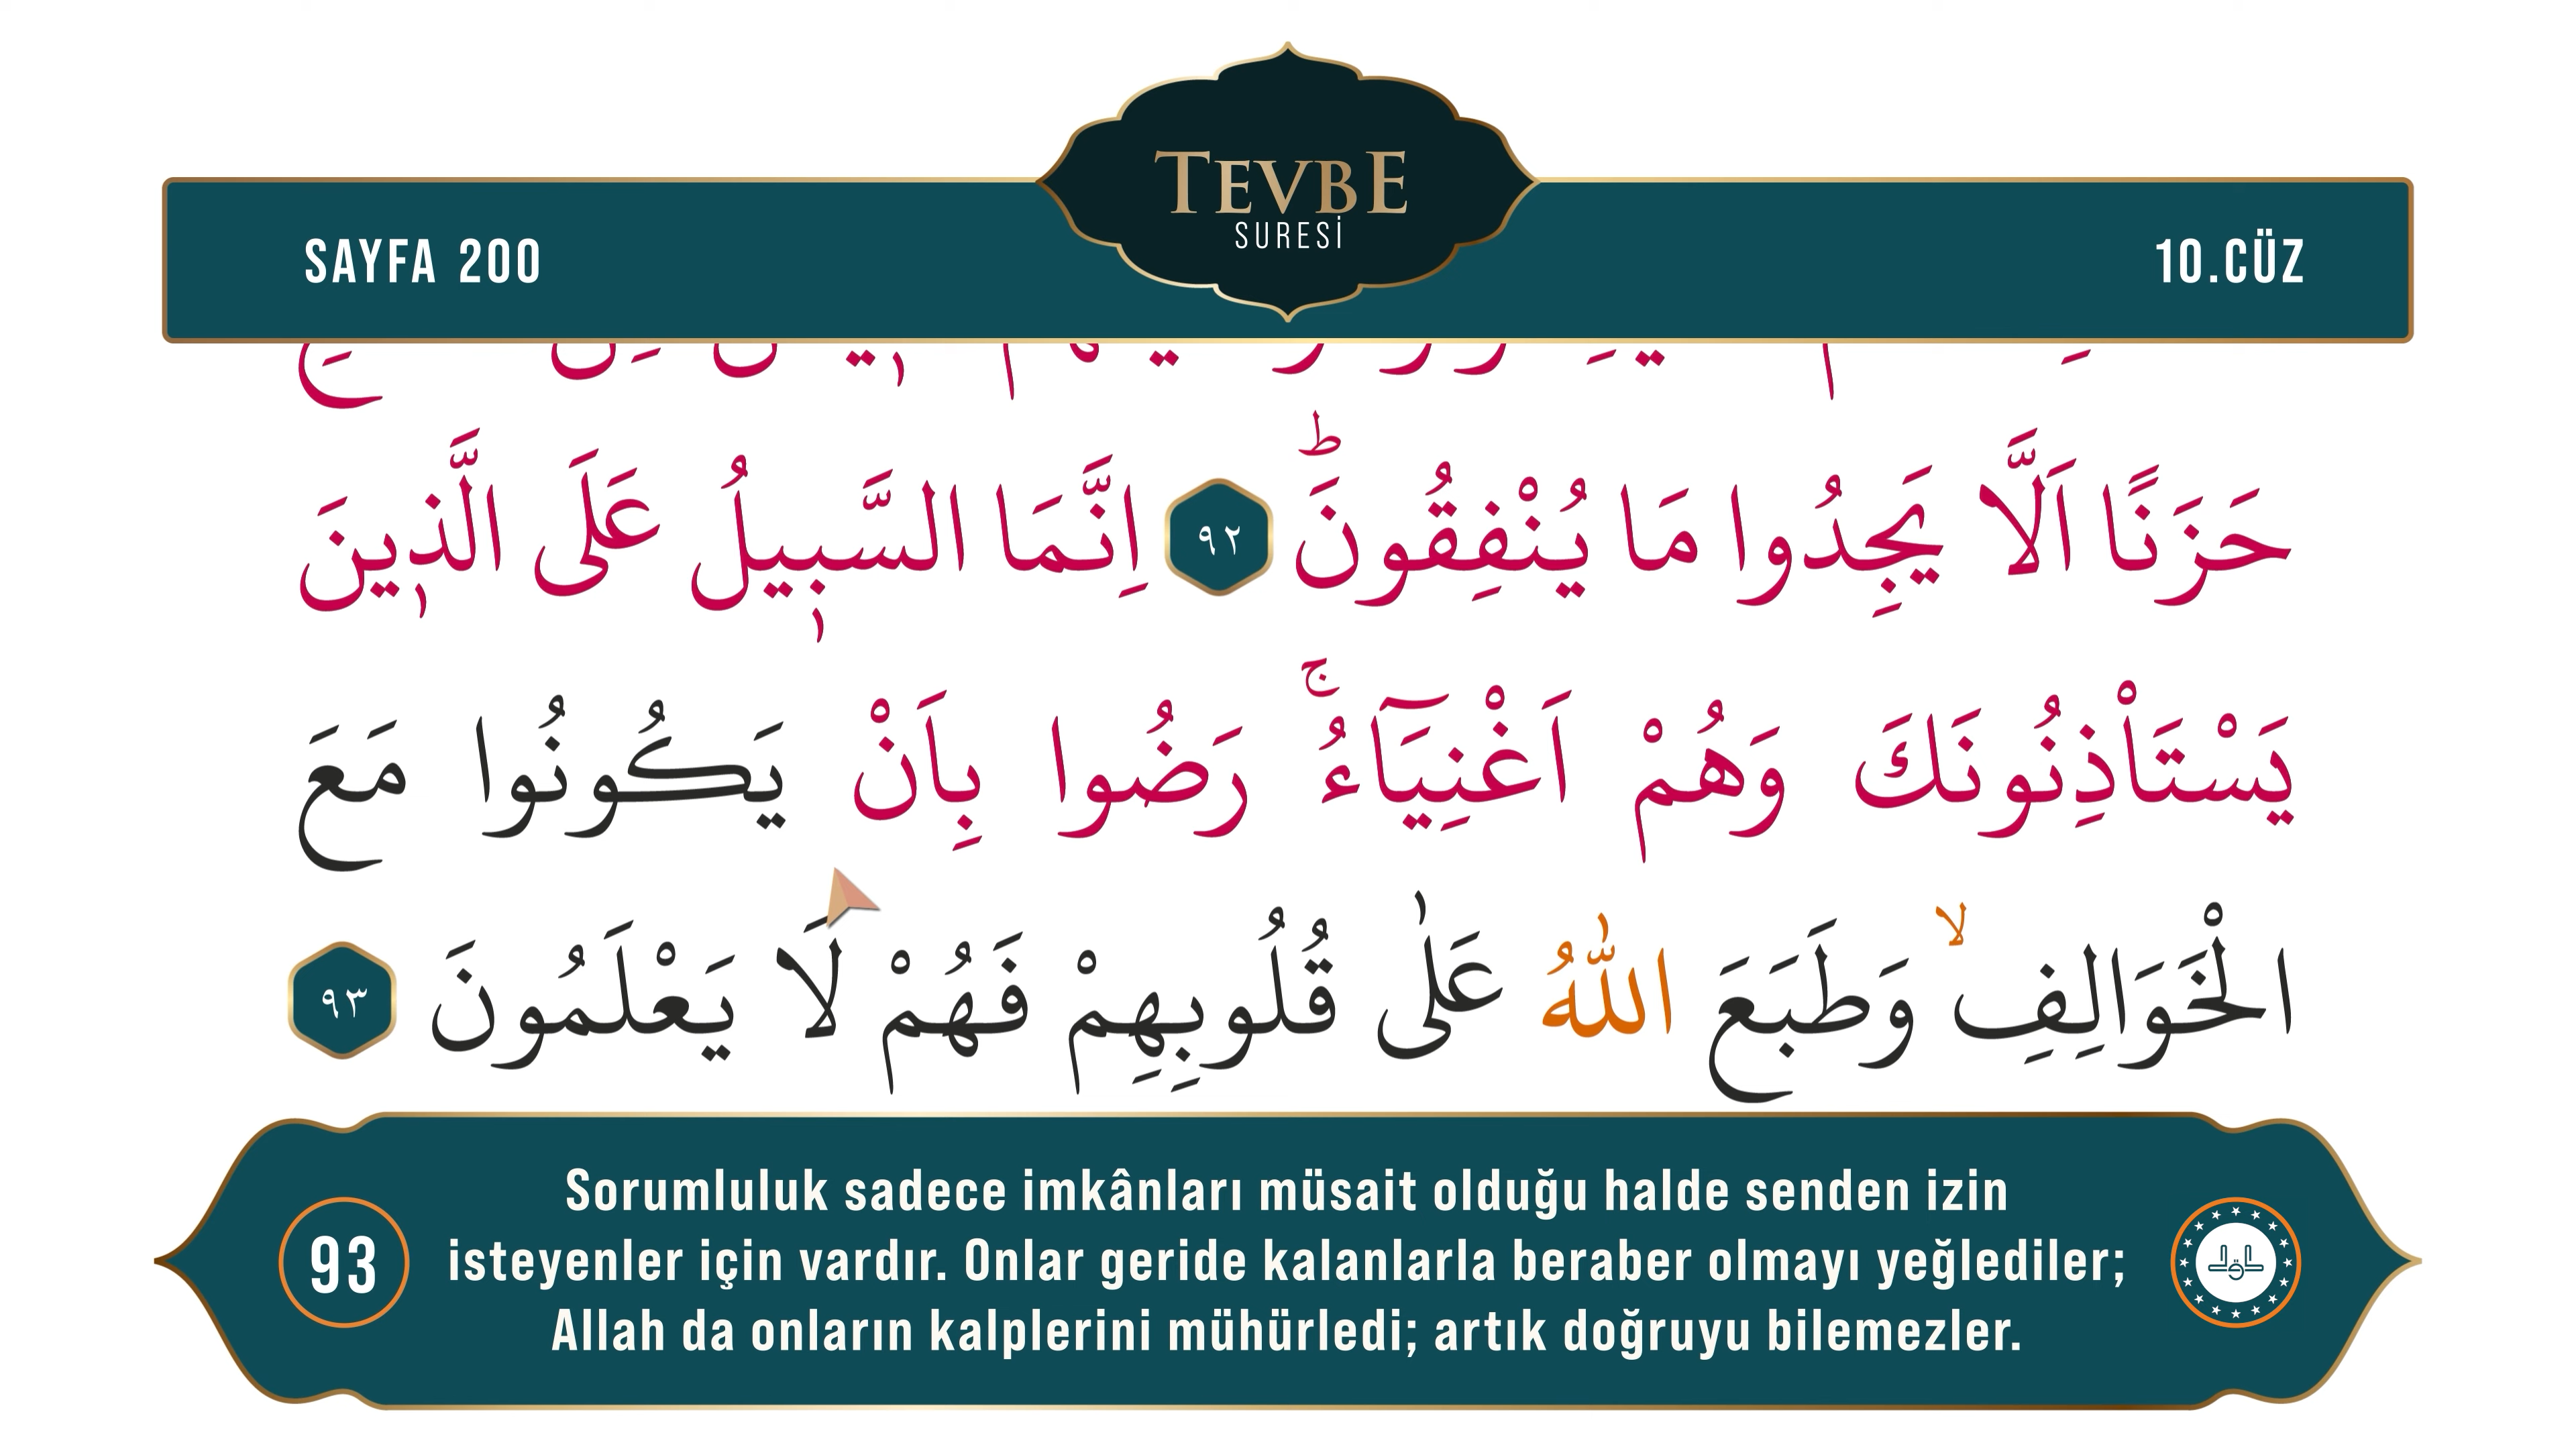 TEVBE
SURESİ
SAYFA 200
10.CÜZ
حَزَنًا اَلَّا يَجِدُوا مَا يُنْفِقُونَۜ ٩٢ اِنَّمَا السَّب۪يلُ عَلَى الَّذ۪ينَ
يَسْتَاْذِنُونَكَ وَهُمْ اَغْنِيَٓاءُۚ رَضُوا بِاَنْ يَكُونُوا مَعَ
الْخَوَالِفِۙ وَطَبَعَ اللّٰهُ عَلٰى قُلُوبِهِمْ فَهُمْ لَا يَعْلَمُونَ ٩٣
93
Sorumluluk sadece imkânları müsait olduğu halde senden izin
isteyenler için vardır. Onlar geride kalanlarla beraber olmayı yeğlediler;
Allah da onların kalplerini mühürledi; artık doğruyu bilemezler.